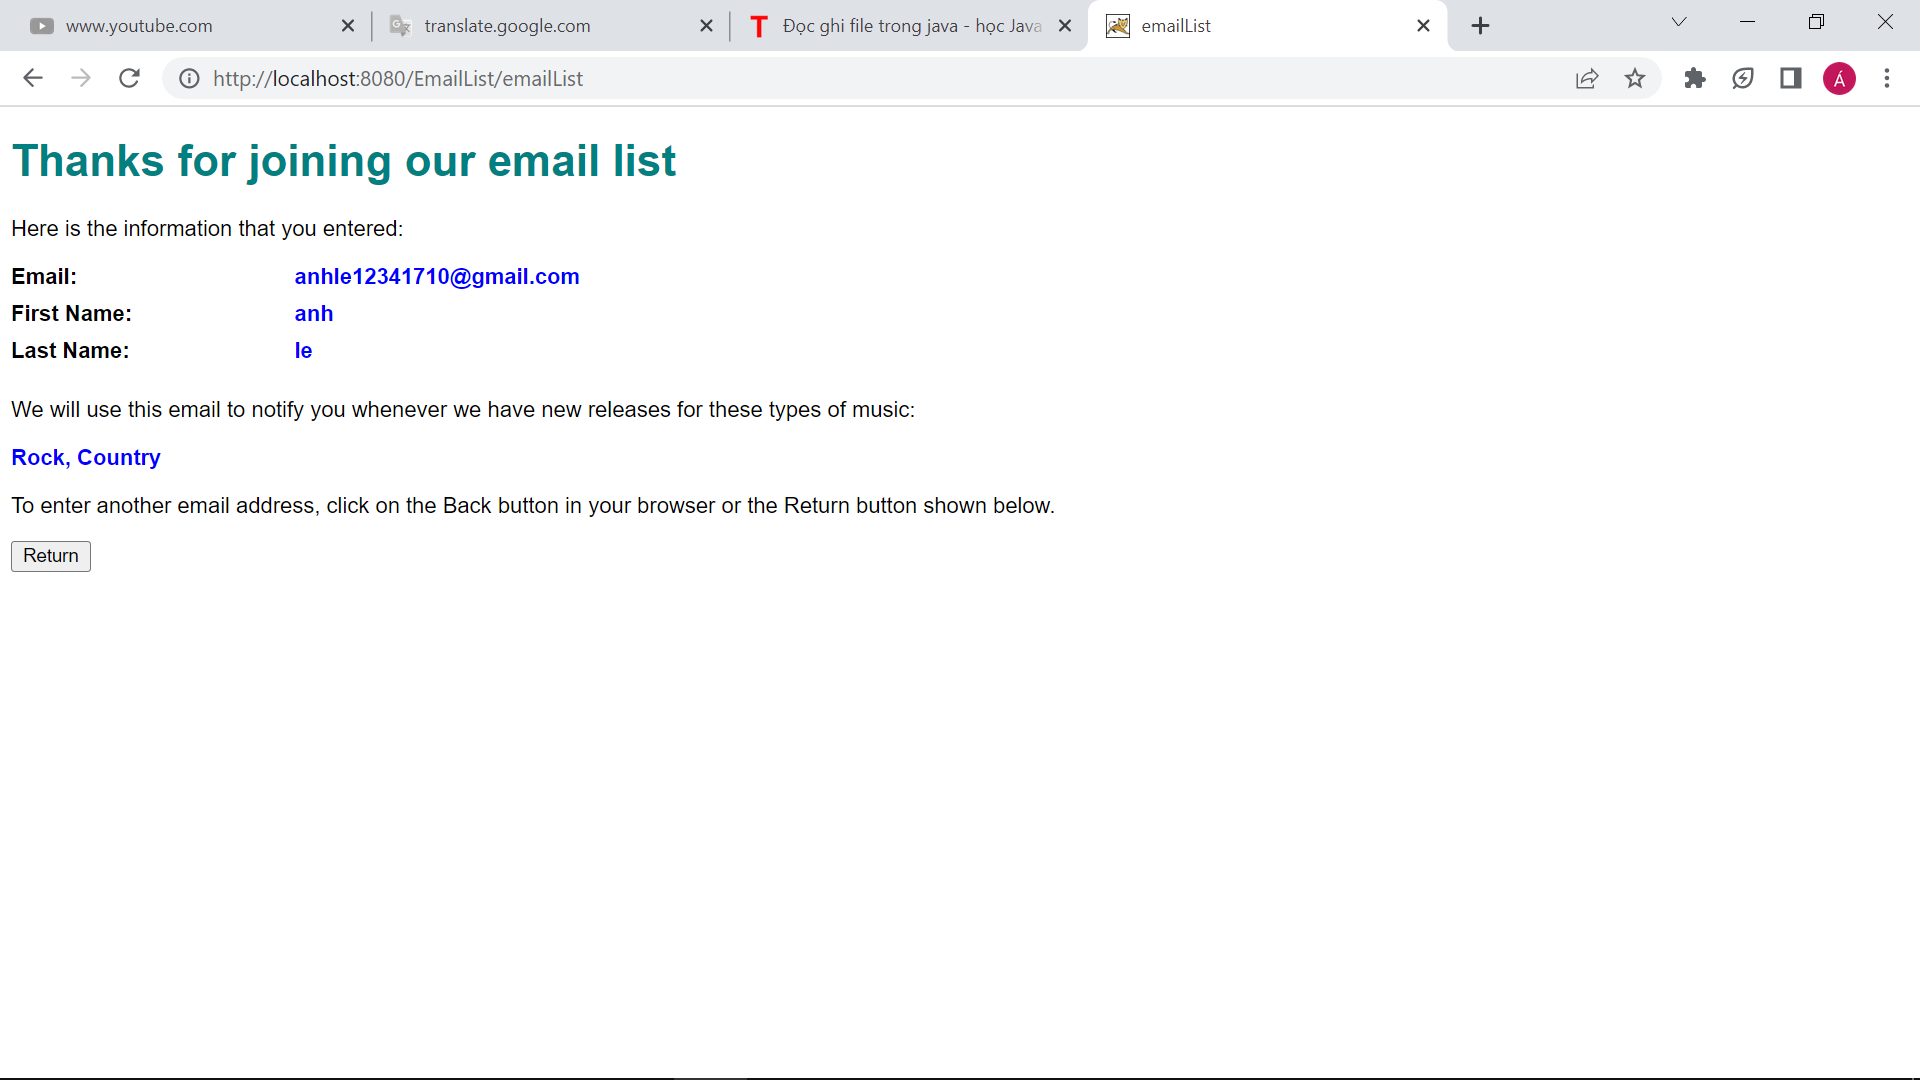 www.youtube.com
translate.google.com
Đọc ghi file trong java - học Java
emailList
http://localhost:8080/EmailList/emailList
Á
Thanks for joining our email list
Here is the information that you entered:
Email: anhle12341710@gmail.com
First Name: anh
Last Name: le
We will use this email to notify you whenever we have new releases for these types of music:
Rock, Country
To enter another email address, click on the Back button in your browser or the Return button shown below.
Return